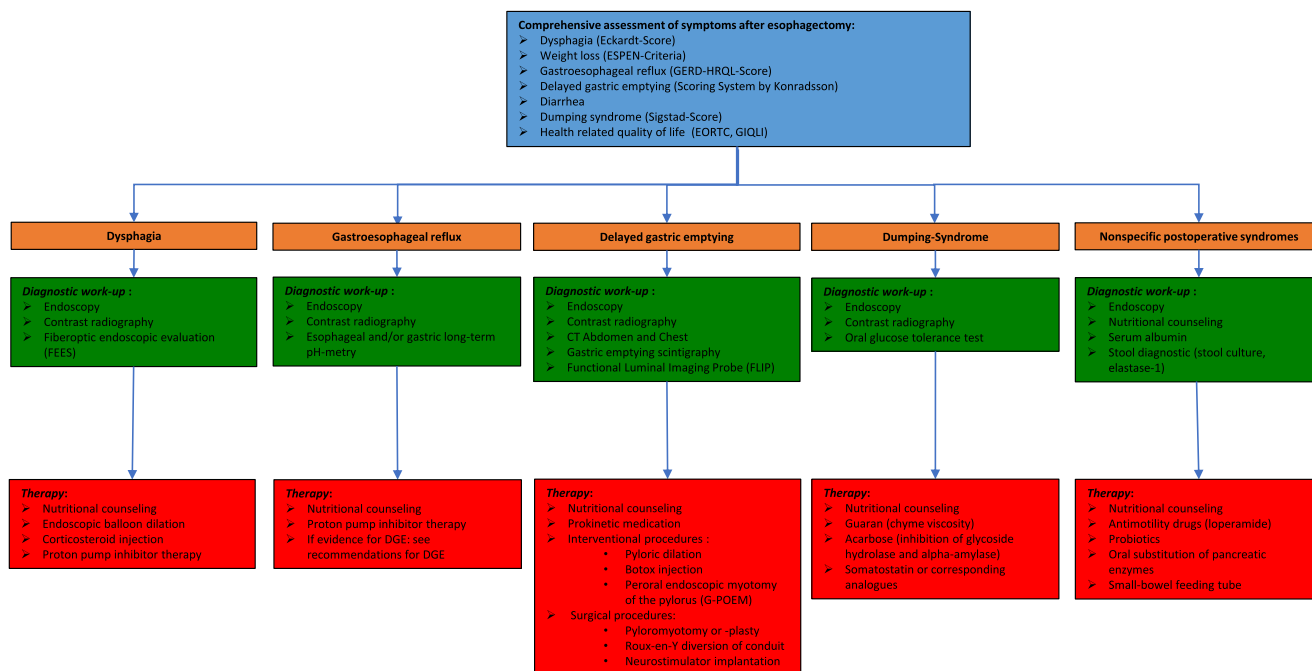 Comprehensive assessment of symptoms after esophagectomy:
➢ Dysphagia (Eckardt-Score)
➢ Weight loss (ESPEN-Criteria)
➢ Gastroesophageal reflux (GERD-HRQL-Score)
➢ Delayed gastric emptying (Scoring System by Konradsson)
➢ Diarrhea
➢ Dumping syndrome (Sigstad-Score)
➢ Health related quality of life (EORTC, GIQLI)
Dysphagia
Gastroesophageal reflux
Delayed gastric emptying
Dumping-Syndrome
Nonspecific postoperative syndromes
Diagnostic work-up :
➢ Endoscopy
➢ Contrast radiography
➢ Fiberoptic endoscopic evaluation
(FEES)
Diagnostic work-up :
➢ Endoscopy
➢ Contrast radiography
➢ Esophageal and/or gastric long-term
pH-metry
Diagnostic work-up :
➢ Endoscopy
➢ Contrast radiography
➢ CT Abdomen and Chest
➢ Gastric emptying scintigraphy
➢ Functional Luminal Imaging Probe (FLIP)
Diagnostic work-up :
➢ Endoscopy
➢ Contrast radiography
➢ Oral glucose tolerance test
Diagnostic work-up :
➢ Endoscopy
➢ Nutritional counseling
➢ Serum albumin
➢ Stool diagnostic (stool culture,
elastase-1)
Therapy:
➢ Nutritional counseling
➢ Endoscopic balloon dilation
➢ Corticosteroid injection
➢ Proton pump inhibitor therapy
Therapy:
➢ Nutritional counseling
➢ Proton pump inhibitor therapy
➢ If evidence for DGE: see
recommendations for DGE
Therapy:
➢ Nutritional counseling
➢ Prokinetic medication
➢ Interventional procedures :
• Pyloric dilation
• Botox injection
• Peroral endoscopic myotomy
of the pylorus (G-POEM)
➢ Surgical procedures:
• Pyloromyotomy or -plasty
• Roux-en-Y diversion of conduit
• Neurostimulator implantation
Therapy:
➢ Nutritional counseling
➢ Guaran (chyme viscosity)
➢ Acarbose (inhibition of glycoside
hydrolase and alpha-amylase)
➢ Somatostatin or corresponding
analogues
Therapy:
➢ Nutritional counseling
➢ Antimotility drugs (loperamide)
➢ Probiotics
➢ Oral substitution of pancreatic
enzymes
➢ Small-bowel feeding tube